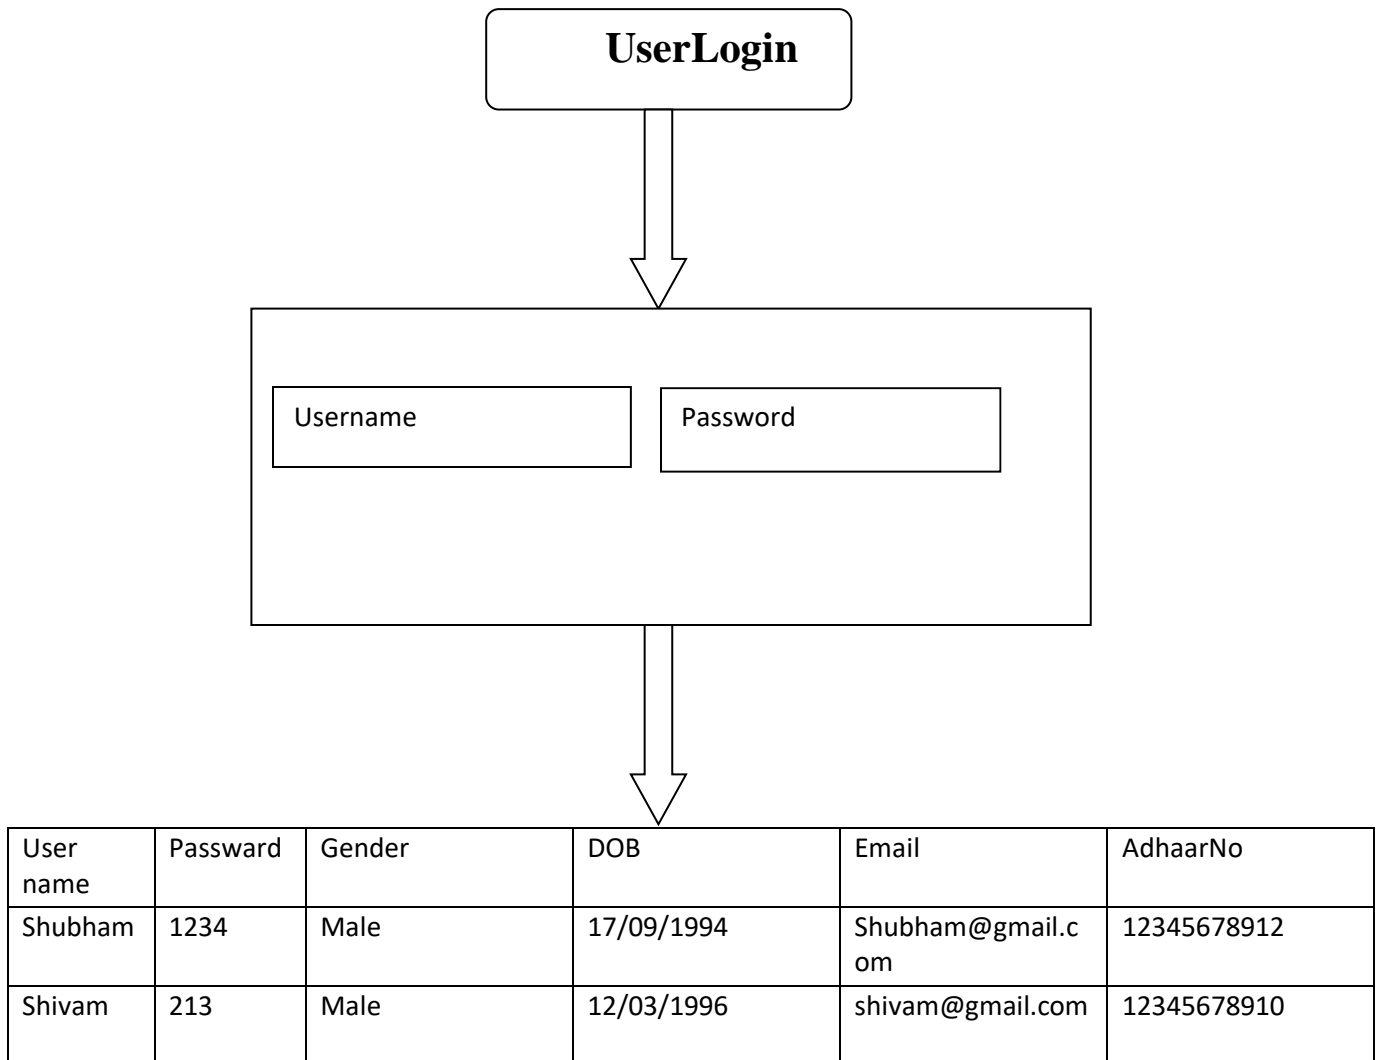 UserLogin
Username
Password
User
name
Passward
Gender
DOB
Email
AdhaarNo
Shubham
1234
Male
17/09/1994
Shubham@gmail.c
om
12345678912
Shivam
213
Male
12/03/1996
shivam@gmail.com
12345678910